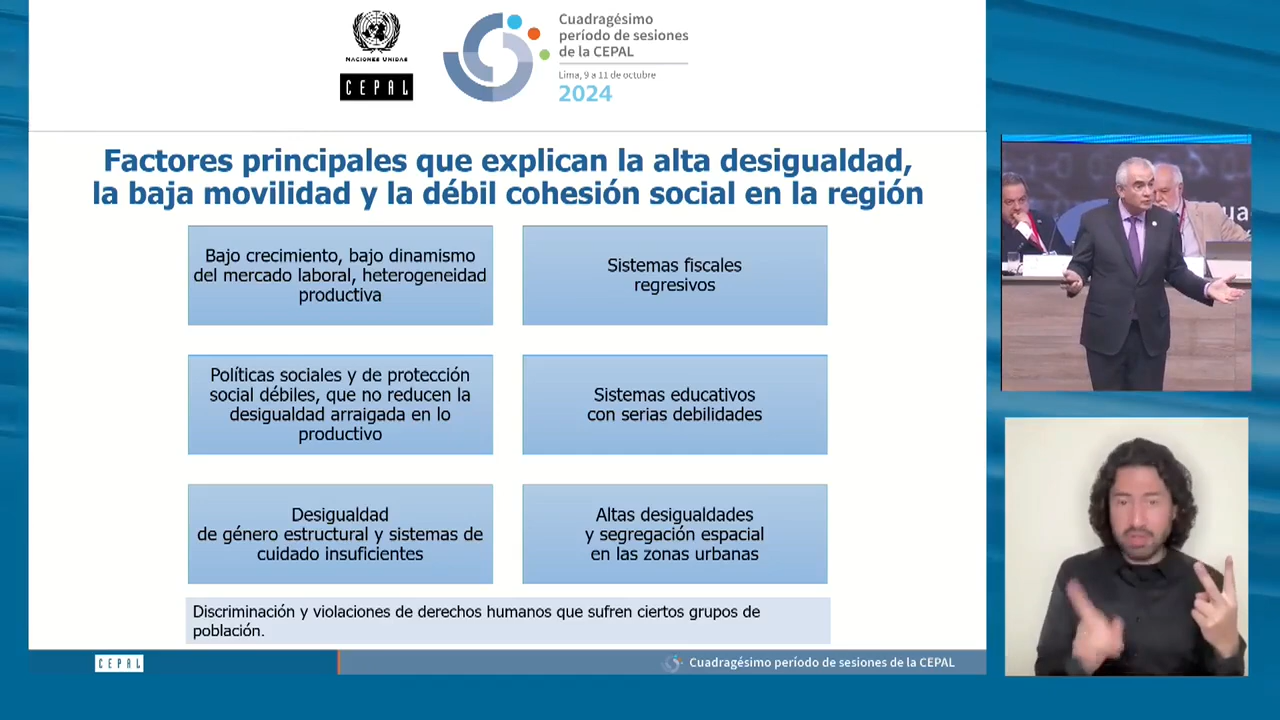 NACIONES UNIDAS
CEPAL
Cuadragésimo
período de sesiones
de la CEPAL
Lima, 9 a 11 de octubre
2024
Factores principales que explican la alta desigualdad,
la baja movilidad y la débil cohesión social en la región
Bajo crecimiento, bajo dinamismo
del mercado laboral, heterogeneidad
productiva
Sistemas fiscales
regresivos
Políticas sociales y de protección
social débiles, que no reducen la
desigualdad arraigada en lo
productivo
Sistemas educativos
con serias debilidades
Desigualdad
de género estructural y sistemas de
cuidado insuficientes
Altas desigualdades
y segregación espacial
en las zonas urbanas
Discriminación y violaciones de derechos humanos que sufren ciertos grupos de
población.
CEPAL
Cuadragésimo período de sesiones de la CEPAL